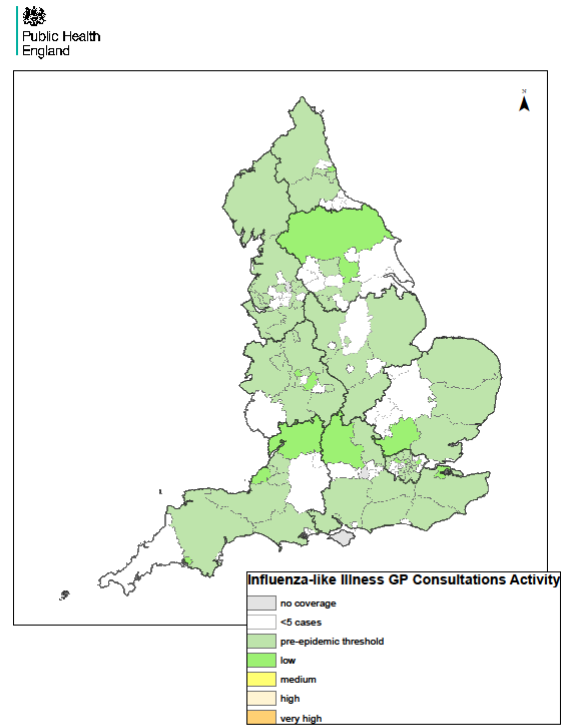 Public Health
England
N
Influenza-like Illness GP Consultations Activity
no coverage
<5 cases
pre-epidemic threshold
low
medium
high
very high